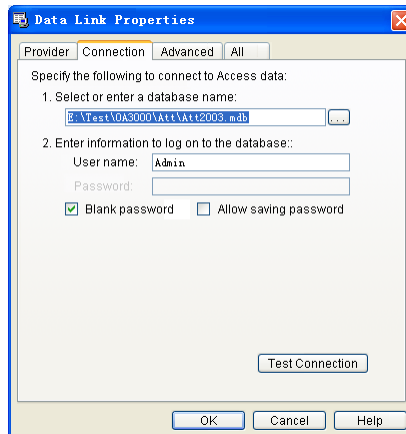 Data Link Properties
Provider Connection Advanced All
Specify the following to connect to Access data:
1. Select or enter a database name:
E:\Test\OA3000\Att\Att2003.mdb ...
2. Enter information to log on to the database::
User name: Admin
Password:
Blank password Allow saving password
Test Connection
OK Cancel Help